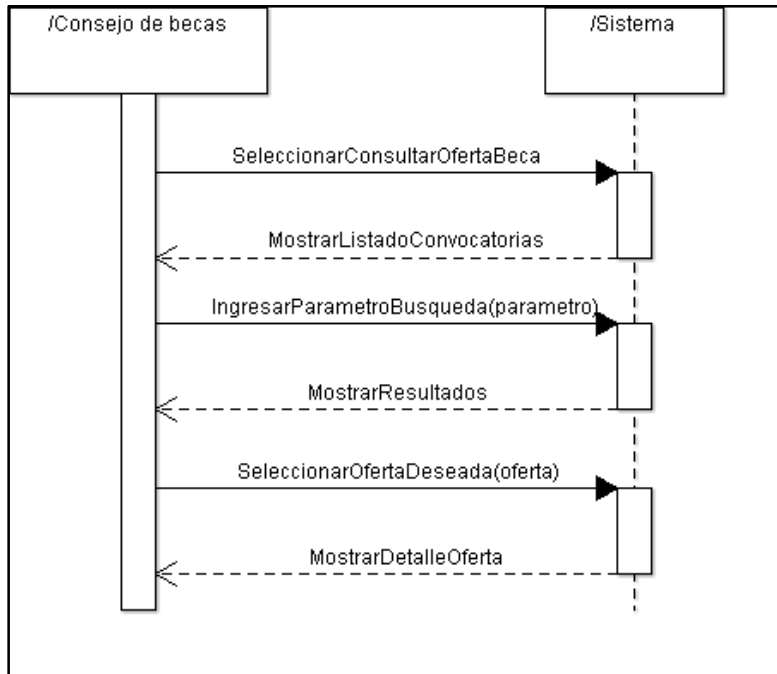 /Consejo de becas
/Sistema
SeleccionarConsultarOfertaBeca
MostrarListadoConvocatorias
IngresarParametroBusqueda(parametro)
MostrarResultados
SeleccionarOfertaDeseada(oferta)
MostrarDetalleOferta